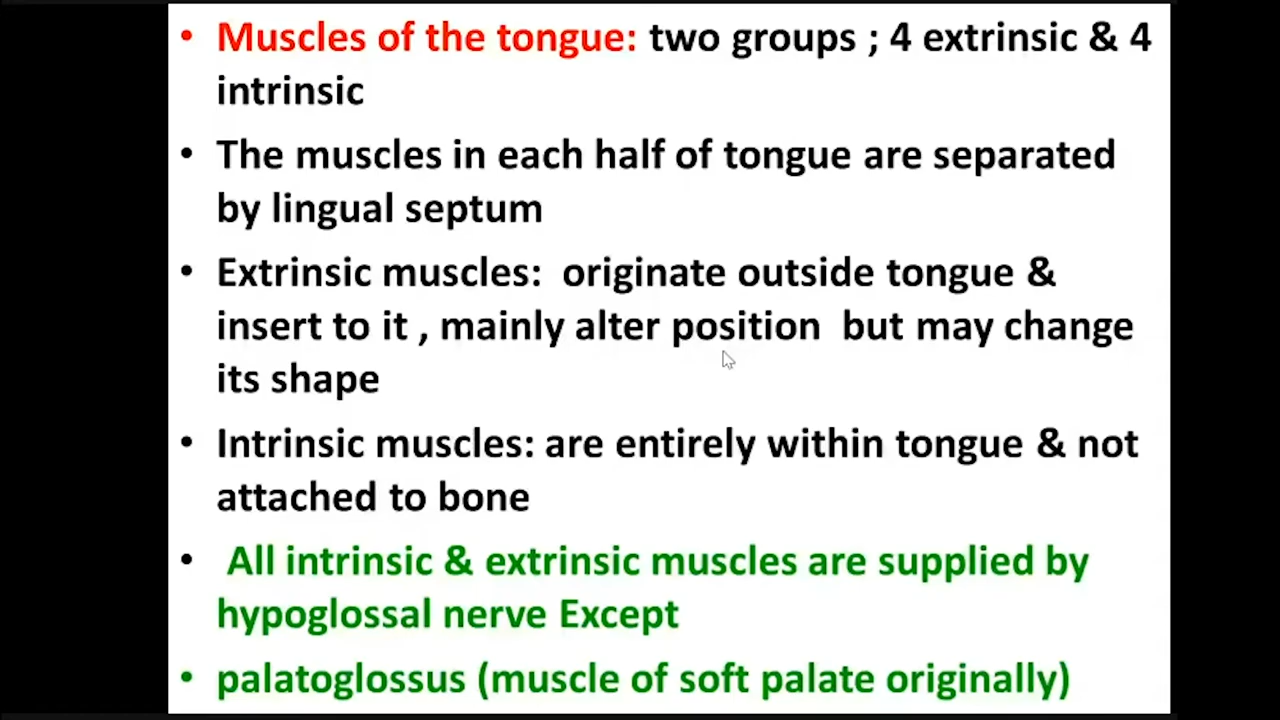 • Muscles of the tongue: two groups ; 4 extrinsic & 4
intrinsic
• The muscles in each half of tongue are separated
by lingual septum
• Extrinsic muscles: originate outside tongue &
insert to it , mainly alter position but may change
its shape
• Intrinsic muscles: are entirely within tongue & not
attached to bone
• All intrinsic & extrinsic muscles are supplied by
hypoglossal nerve Except
• palatoglossus (muscle of soft palate originally)